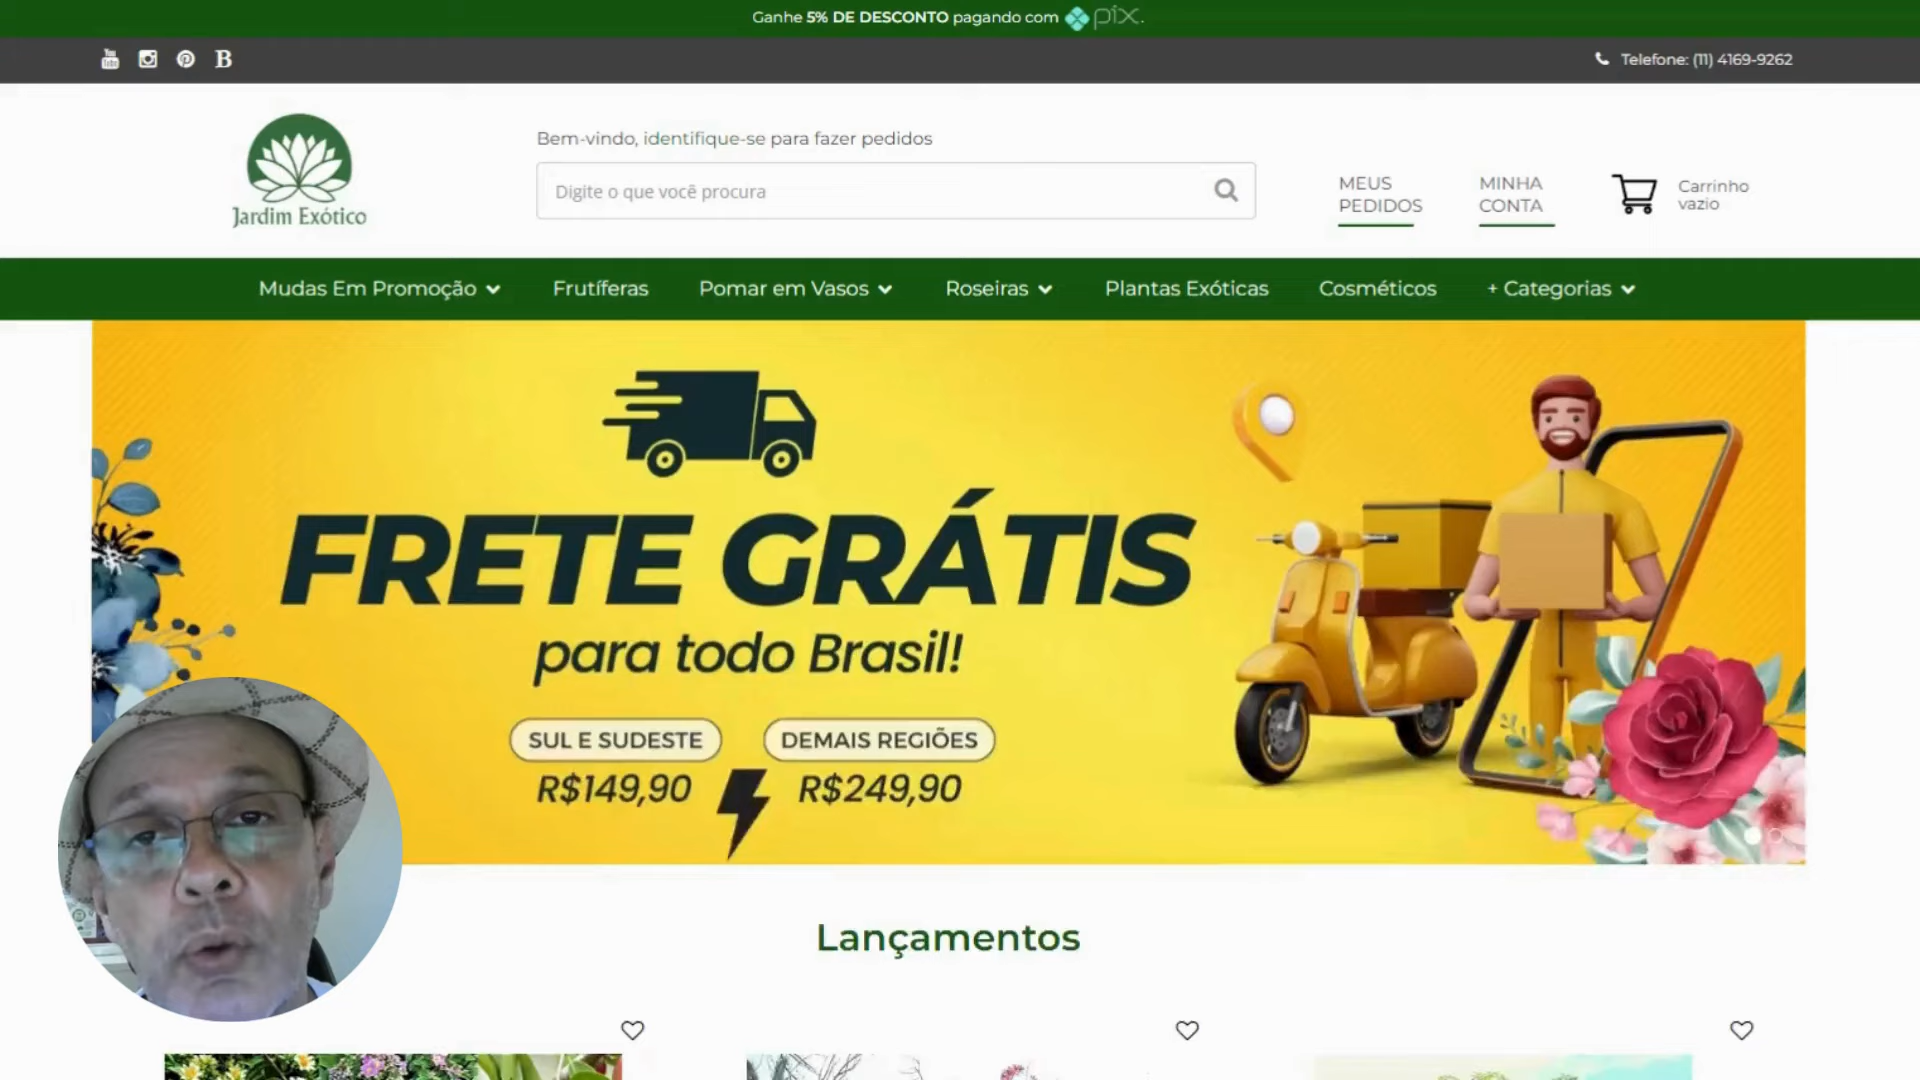 Ganhe 5% DE DESCONTO pagando com pix.
You Tube B
Telefone: (11) 4169-9262
Bem-vindo, identifique-se para fazer pedidos
Jardim Exótico
Digite o que você procura
MEUS
PEDIDOS
MINHA
CONTA
Carrinho
vazio
Mudas Em Promoção Frutíferas Pomar em Vasos Roseiras Plantas Exóticas Cosméticos + Categorias
FRETE GRÁTIS
para todo Brasil!
SUL E SUDESTE DEMAIS REGIÕES
R$149,90 R$249,90
Lançamentos